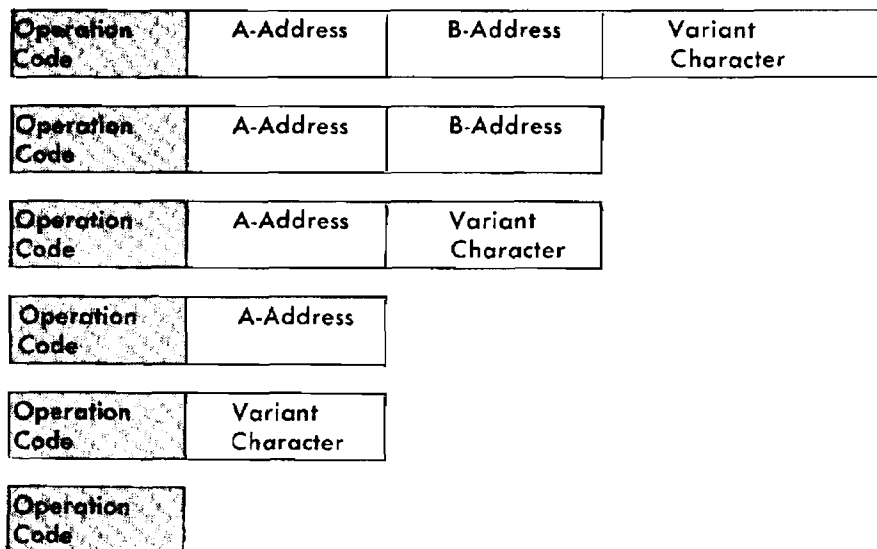 Operation Code A-Address B-Address Variant Character
Operation Code A-Address B-Address
Operation Code A-Address Variant Character
Operation Code A-Address
Operation Code Variant Character
Operation Code